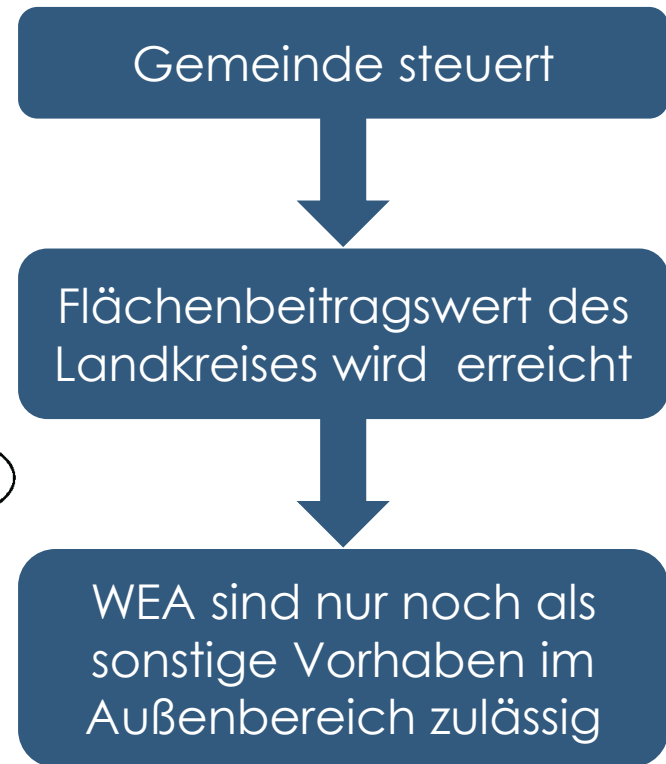 Gemeinde steuert
Flächenbeitragswert des
Landkreises wird  erreicht
WEA sind nur noch als
sonstige Vorhaben im
Außenbereich zulässig